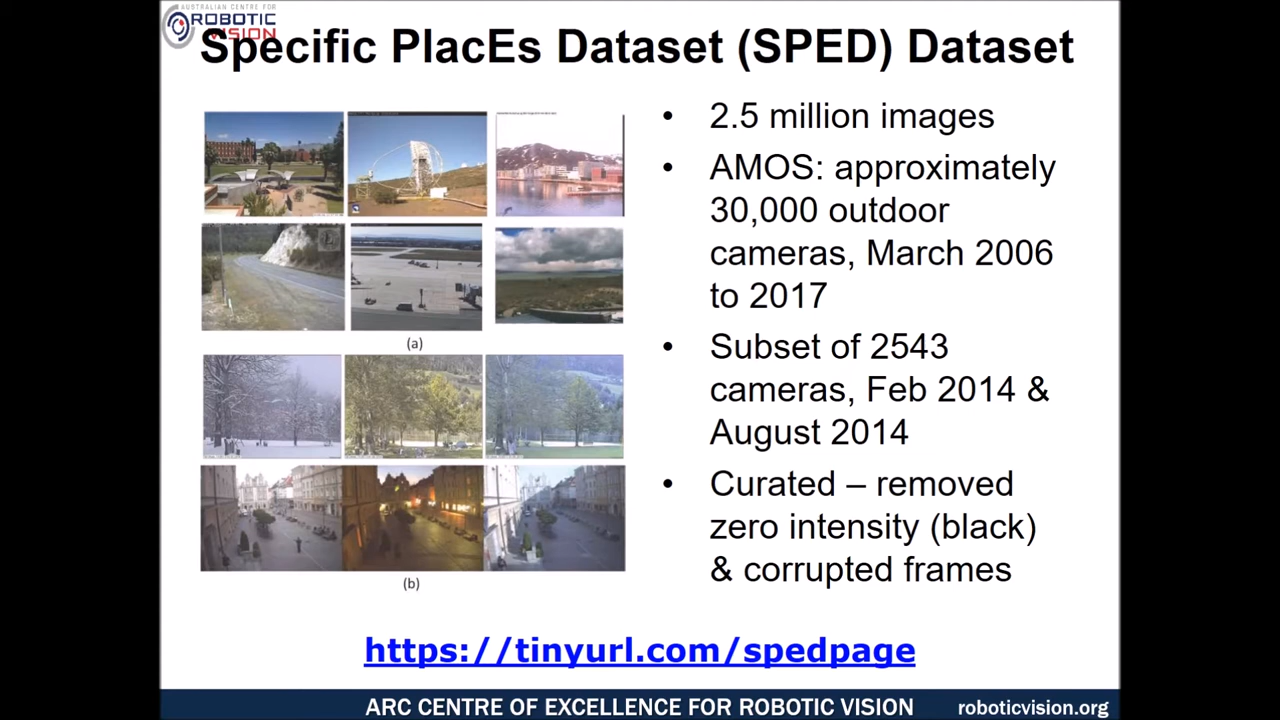 AUSTRALIAN CENTRE FOR
ROBOTIC
VISION
Specific PlacEs Dataset (SPED) Dataset
• 2.5 million images
• AMOS: approximately
30,000 outdoor
cameras, March 2006
to 2017
• Subset of 2543
cameras, Feb 2014 &
August 2014
• Curated – removed
zero intensity (black)
& corrupted frames
(a)
(b)
https://tinyurl.com/spedpage
ARC CENTRE OF EXCELLENCE FOR ROBOTIC VISION
roboticvision.org